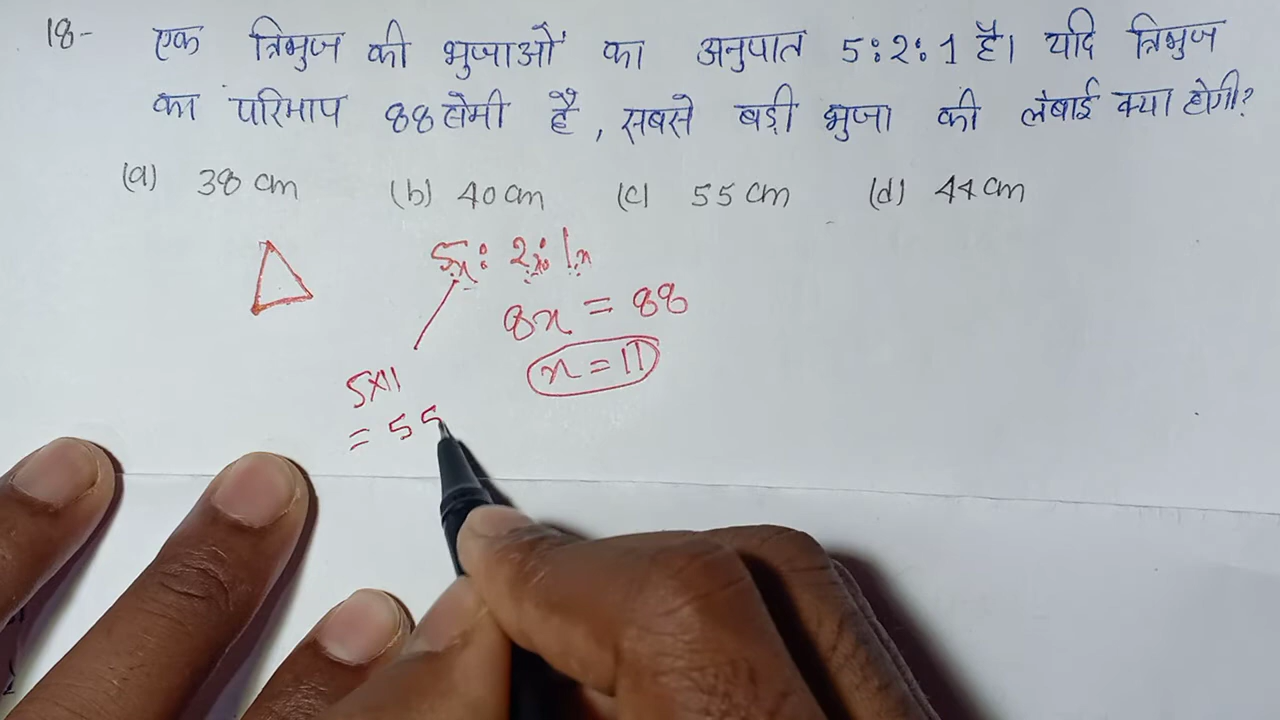 18- एक त्रिभुज की भुजाओं का अनुपात 5:2:1 है। यदि त्रिभुज
का परिमाप 88 सेमी है, सबसे बड़ी भुजा की लंबाई क्या होगी?
(a) 38 cm (b) 40 cm (c) 55 cm (d) 44 cm
5x : 2x : 1x
8x = 88
x = 11
5×11
= 55